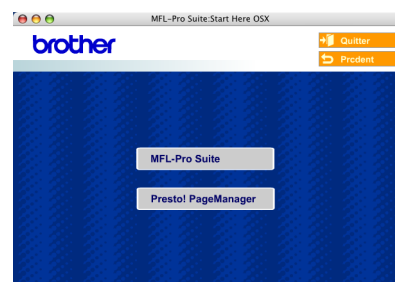 MFL-Pro Suite:Start Here OSX
brother
Quitter
Prcdent
MFL-Pro Suite
Presto! PageManager